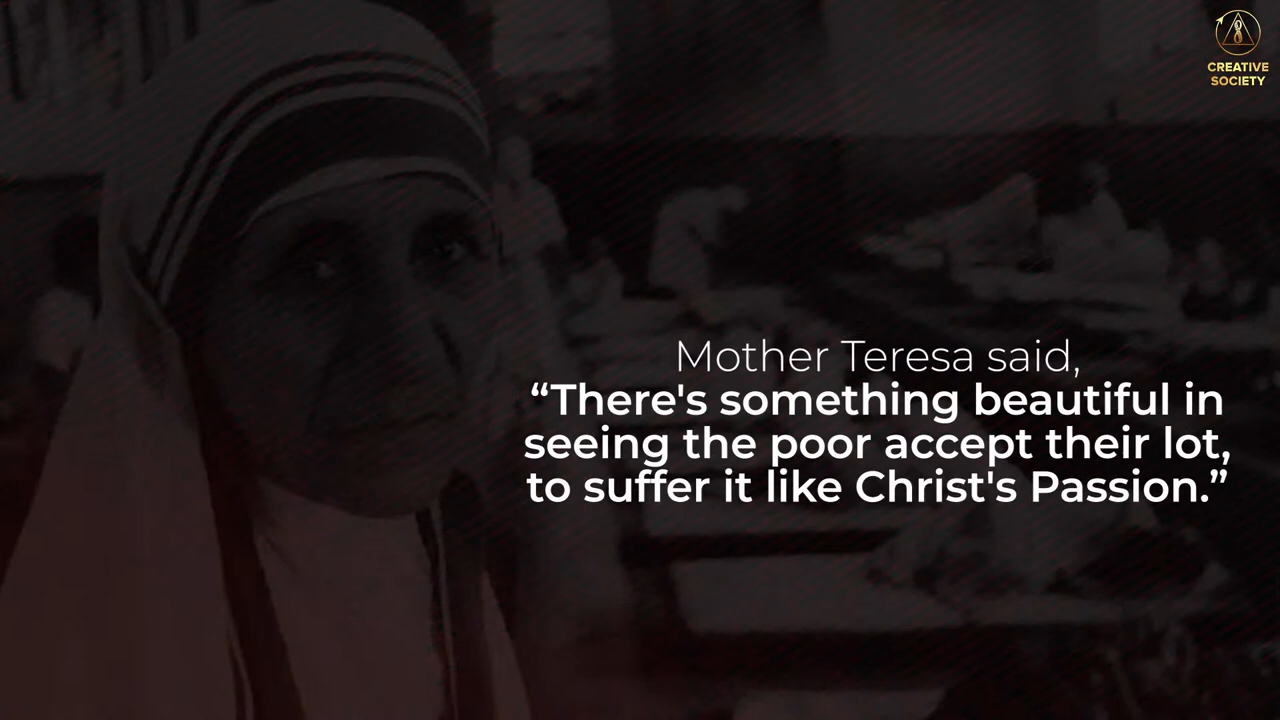 CREATIVE
SOCIETY
Mother Teresa said,
“There's something beautiful in
seeing the poor accept their lot,
to suffer it like Christ's Passion.”